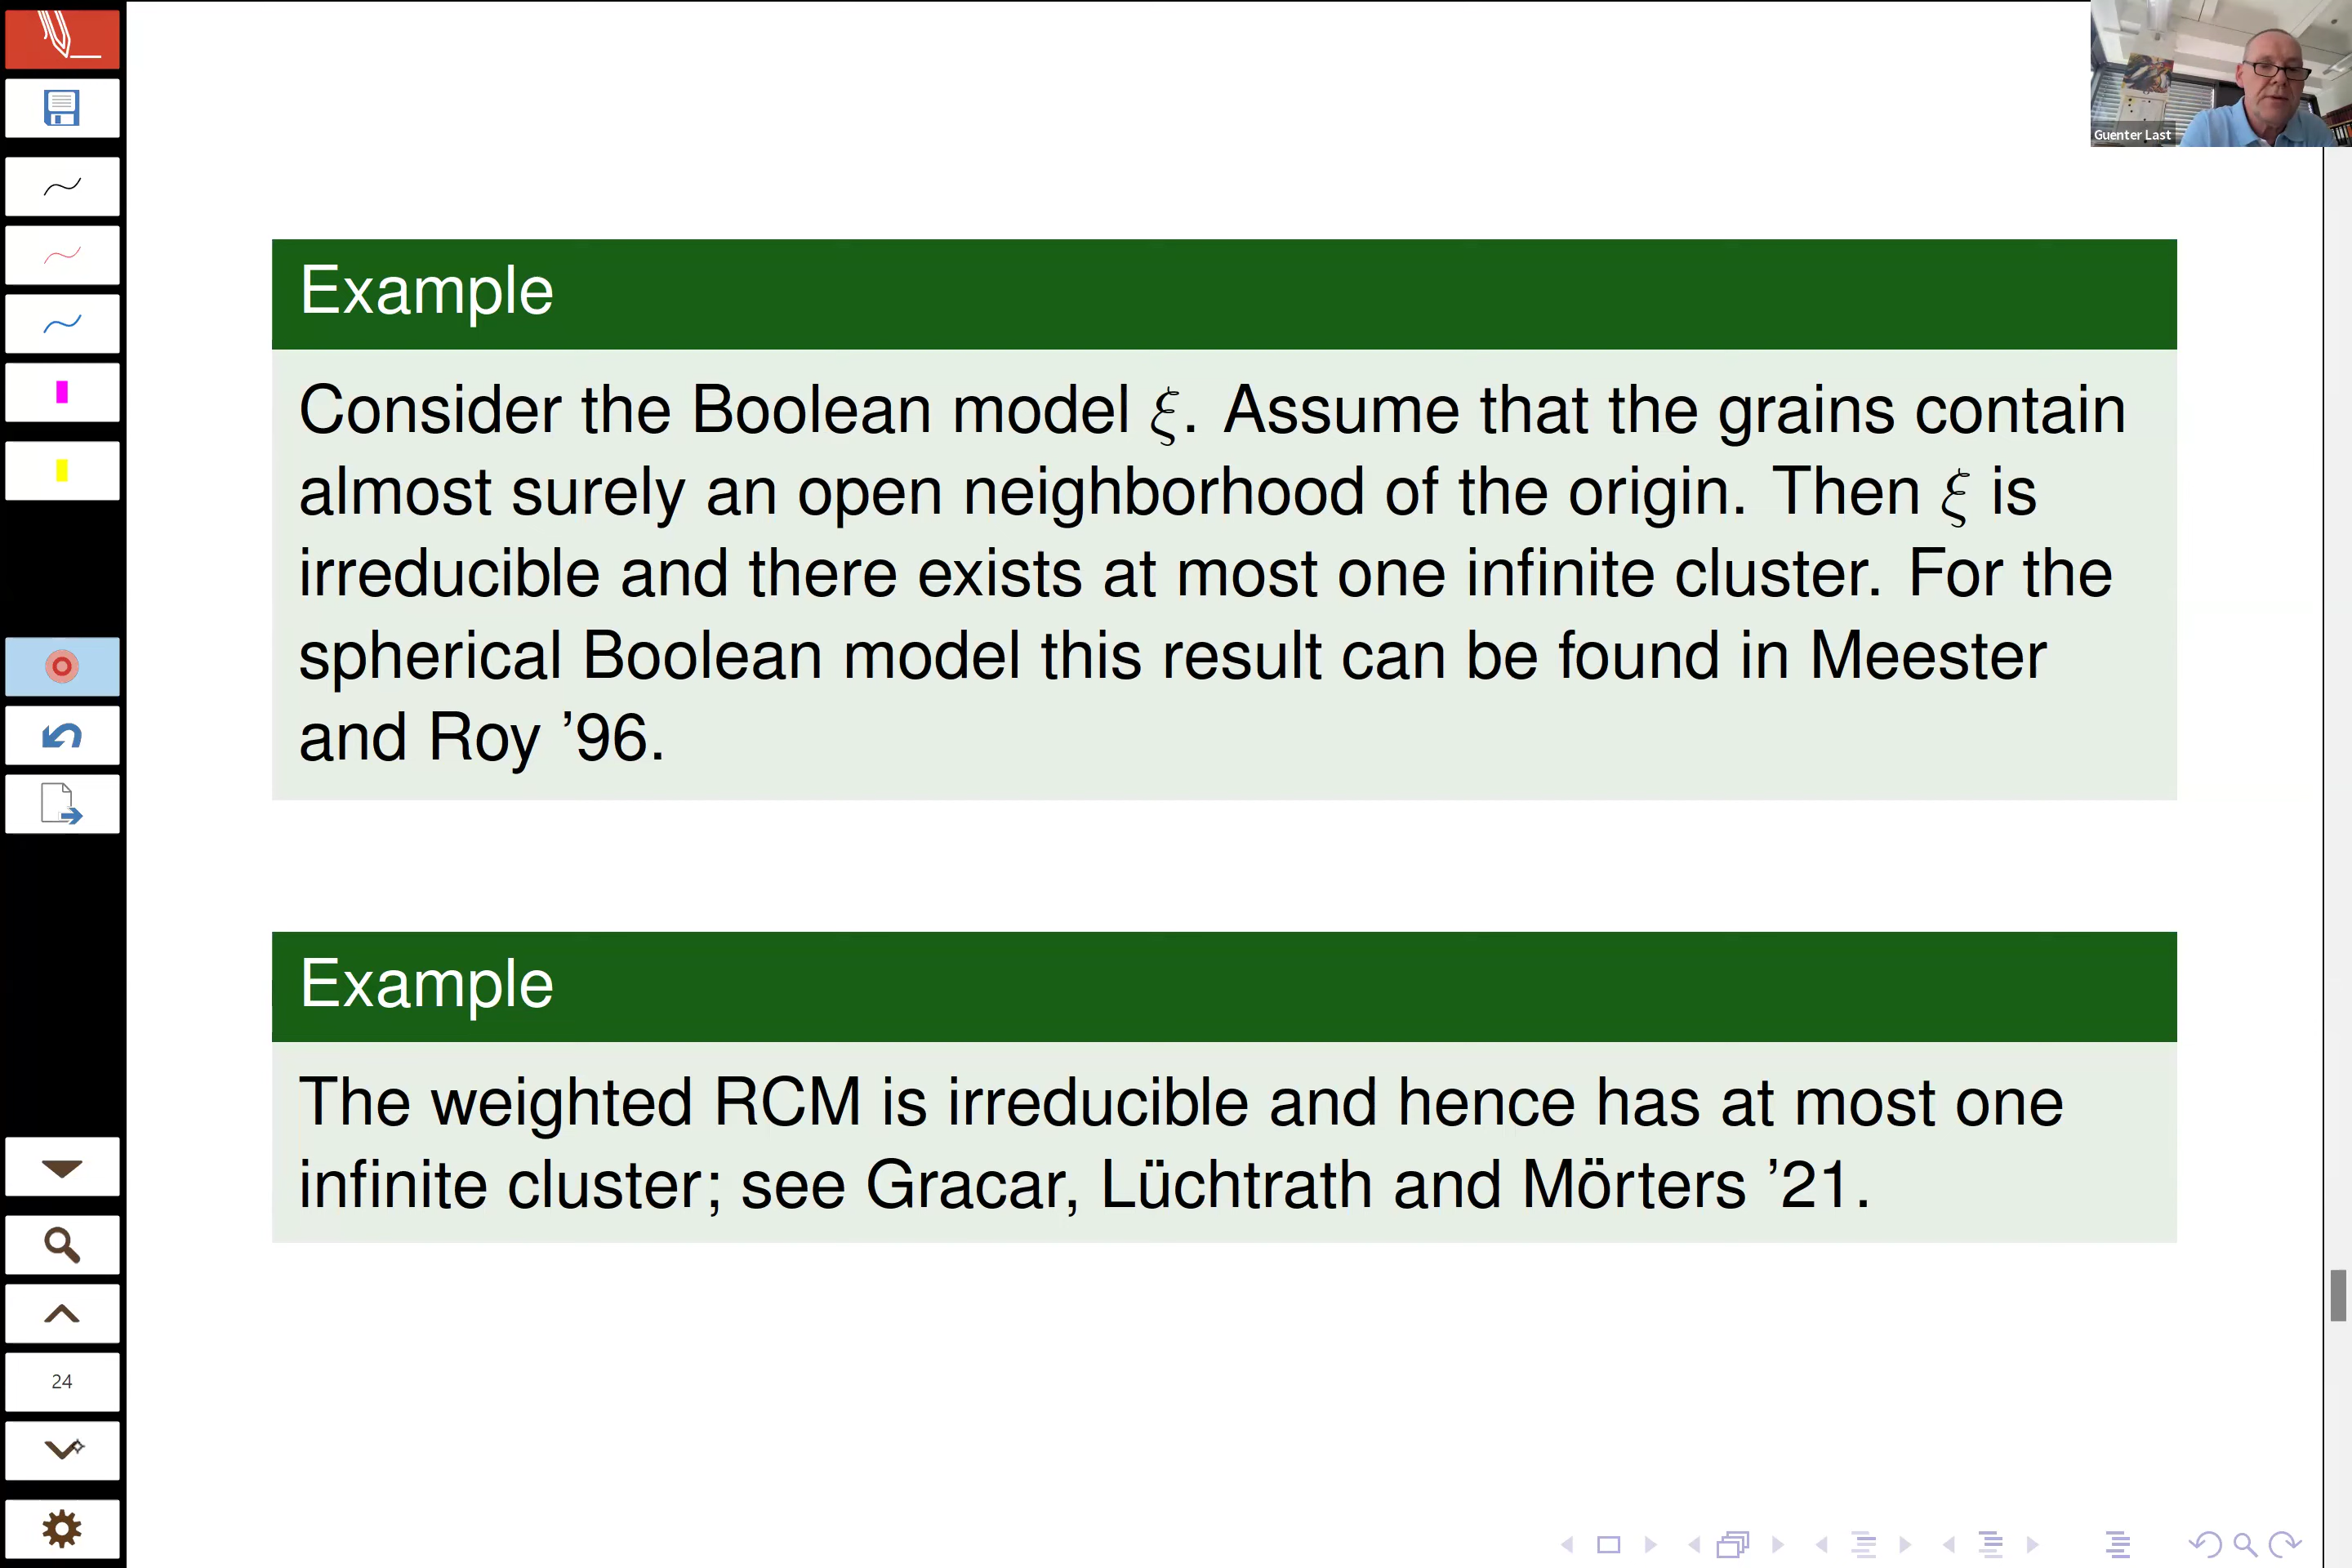 Guenter Last
Example
Consider the Boolean model ξ. Assume that the grains contain
almost surely an open neighborhood of the origin. Then ξ is
irreducible and there exists at most one infinite cluster. For the
spherical Boolean model this result can be found in Meester
and Roy ’96.
Example
The weighted RCM is irreducible and hence has at most one
infinite cluster; see Gracar, Lüchtrath and Mörters ’21.
24